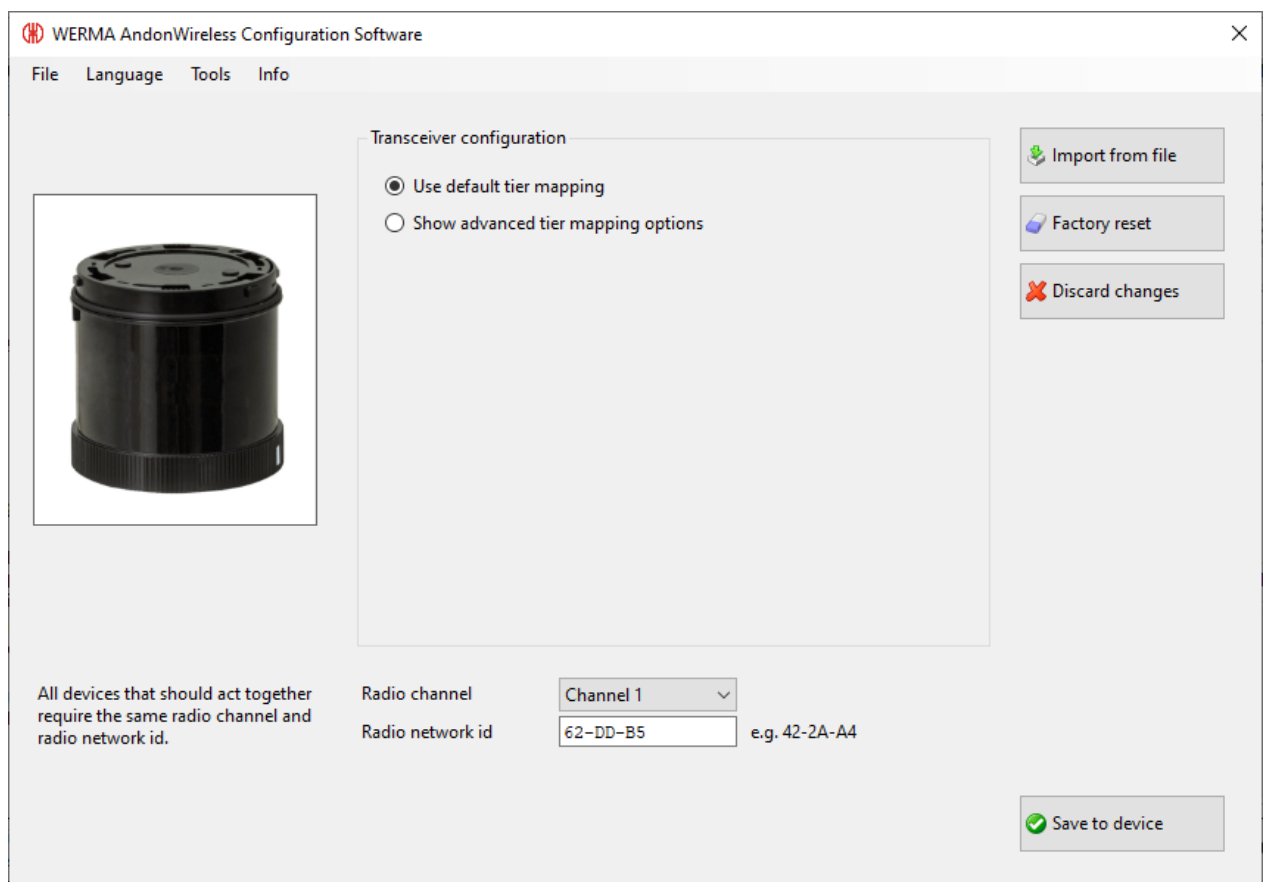 WERMA AndonWireless Configuration Software
File Language Tools Info
Transceiver configuration
Use default tier mapping
Show advanced tier mapping options
Import from file
Factory reset
Discard changes
All devices that should act together
require the same radio channel and
radio network id.
Radio channel
Channel 1
Radio network id
62-DD-B5
e.g. 42-2A-A4
Save to device